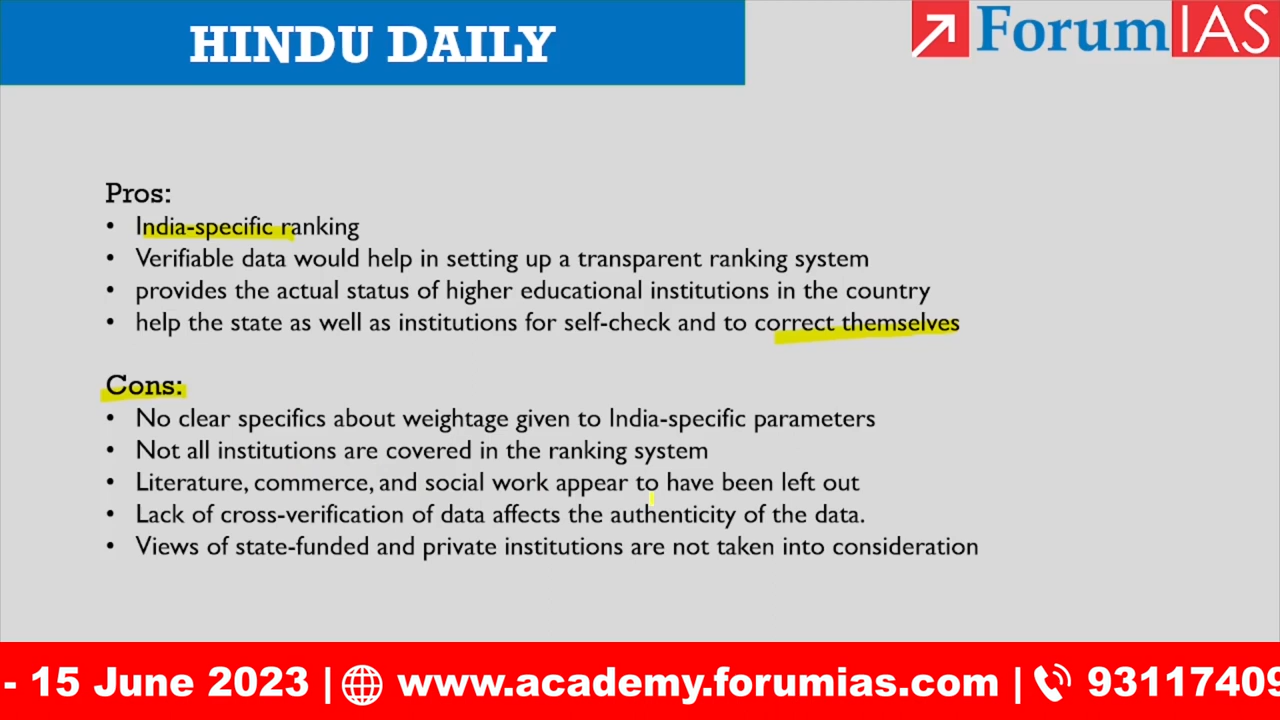 HINDU DAILY
ForumIAS
Pros:
• India-specific ranking
• Verifiable data would help in setting up a transparent ranking system
• provides the actual status of higher educational institutions in the country
• help the state as well as institutions for self-check and to correct themselves
Cons:
• No clear specifics about weightage given to India-specific parameters
• Not all institutions are covered in the ranking system
• Literature, commerce, and social work appear to have been left out
• Lack of cross-verification of data affects the authenticity of the data.
• Views of state-funded and private institutions are not taken into consideration
- 15 June 2023 | www.academy.forumias.com | 93117409